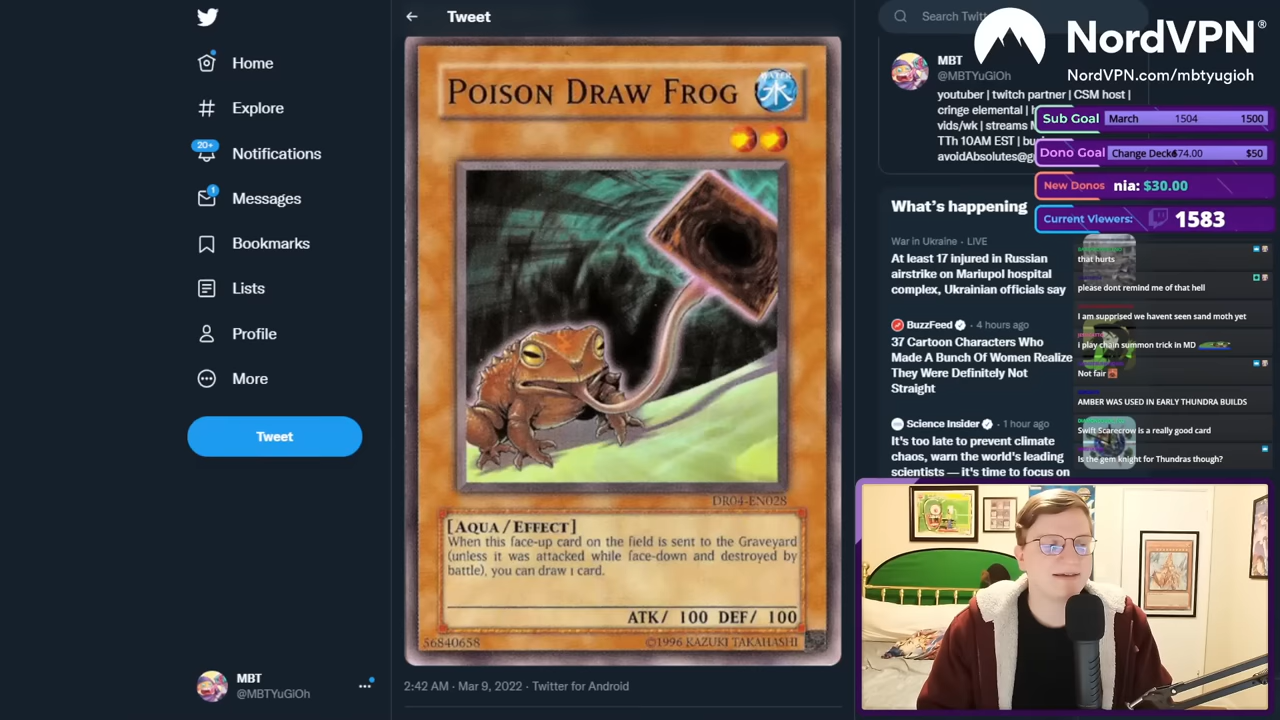 Home
Explore
20+
Notifications
1
Messages
Bookmarks
Lists
Profile
More
Tweet
MBT
@MBTYuGiOh
Tweet
POISON DRAW FROG
WATER
水
DR04-EN028
[AQUA/EFFECT]
When this face-up card on the field is sent to the Graveyard
(unless it was attacked while face-down and destroyed by
battle), you can draw 1 card.
ATK/ 100 DEF/ 100
56840658
©1996 KAZUKI TAKAHASHI
2:42 AM · Mar 9, 2022 · Twitter for Android
Search
MBT
@MBTYuGiOh
youtuber | twitch partner | CSM host |
cringe elemental |
vids/wk | streams
TTh 10AM EST |
What's happening
War in Ukraine · LIVE
At least 17 injured in Russian
airstrike on Mariupol hospital
complex, Ukrainian officials say
BuzzFeed · 4 hours ago
37 Cartoon Characters Who
Made A Bunch Of Women Realize
They Were Definitely Not
Straight
Science Insider · 1 hour ago
It's too late to prevent climate
chaos, warn the world's leading
scientists — it's time to focus on
NordVPN®
NordVPN.com/mbtyugioh
Sub Goal March 1504 1500
Dono Goal Change Deck $74.00 $50
New Donos nia: $30.00
Current Viewers: 1583
that hurts
please dont remind me of that hell
I am supprised we havent seen sand moth yet
i play chain summon trick in MD
Not fair
AMBER WAS USED IN EARLY THUNDRA BUILDS
Swift Scarecrow is a really good card
Is the gem knight for Thundras though?